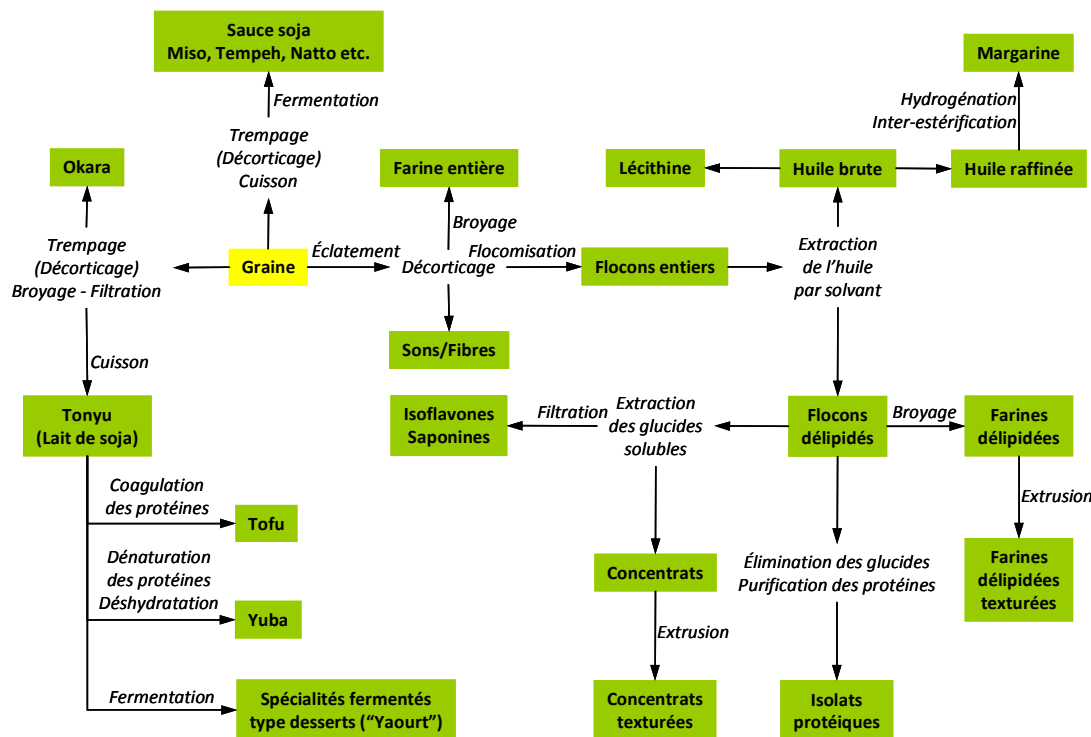 Sauce soja
Miso, Tempeh, Natto etc.
Margarine
Fermentation
Hydrogénation
Inter-estérification
Trempage
(Décorticage)
Cuisson
Okara
Farine entière
Lécithine
Huile brute
Huile raffinée
Broyage
Trempage
(Décorticage)
Broyage - Filtration
Graine
Éclatement
Décorticage
Flocomisation
Flocons entiers
Extraction
de l’huile
par solvant
Sons/Fibres
Cuisson
Tonyu
(Lait de soja)
Isoflavones
Saponines
Filtration
Extraction
des glucides
solubles
Flocons
délipidés
Broyage
Farines
délipidées
Coagulation
des protéines
Tofu
Extrusion
Dénaturation
des protéines
Déshydratation
Yuba
Concentrats
Élimination des glucides
Purification des protéines
Farines
délipidées
texturées
Extrusion
Fermentation
Spécialités fermentés
type desserts (“Yaourt”)
Concentrats
texturées
Isolats
protéiques